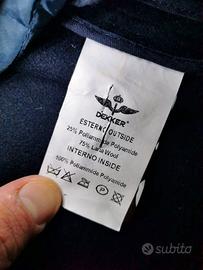 DEKKER
ESTERNO OUTSIDE
25% Poliammide Polyamide
75% Lana Wool
INTERNO INSIDE
100% Poliammide Polyamide
P
subito